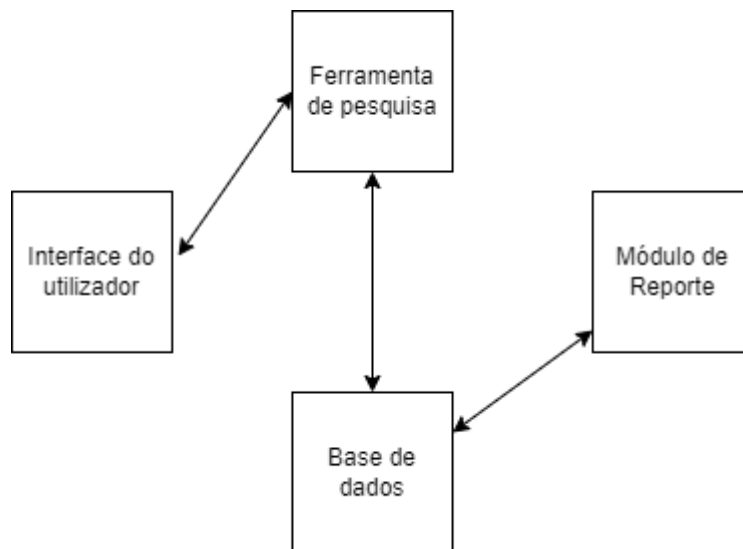 Ferramenta
de pesquisa
Interface do
utilizador
Módulo de
Reporte
Base de
dados